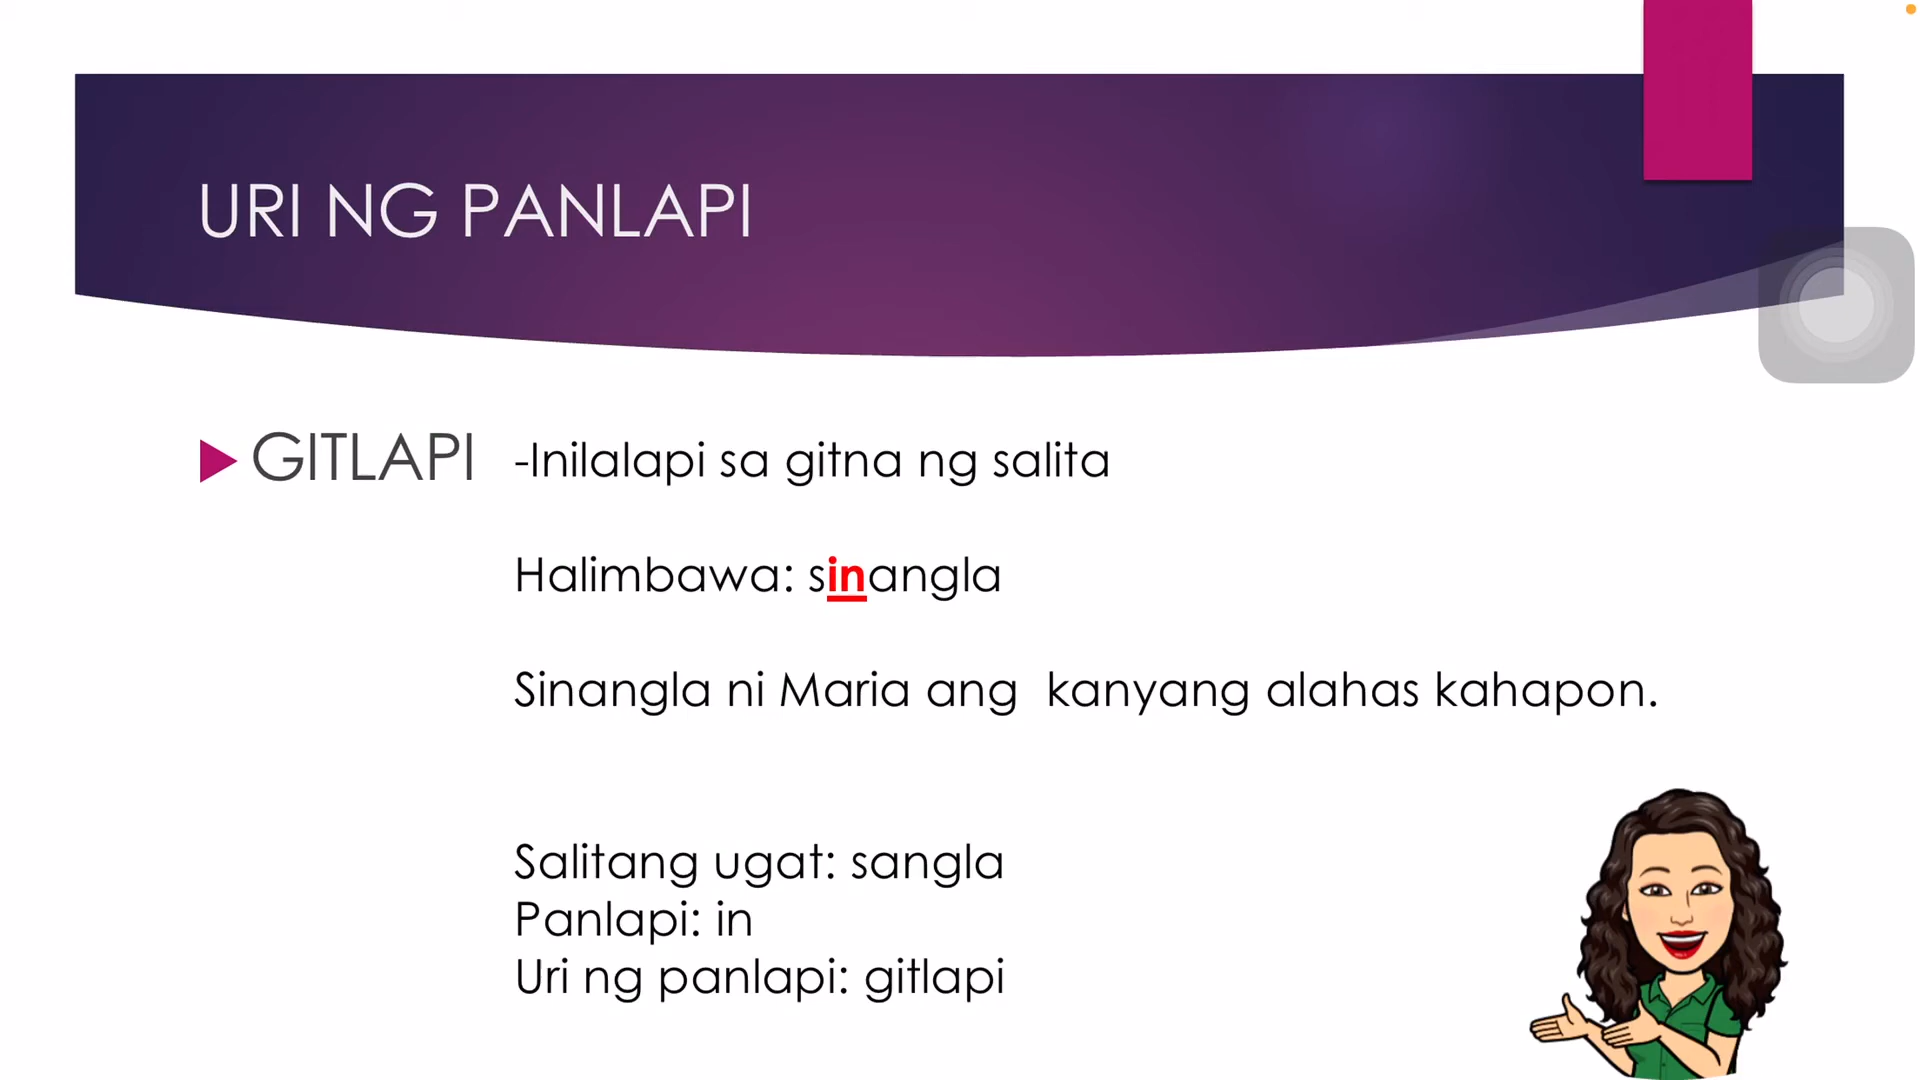 URI NG PANLAPI
GITLAPI -Inilalapi sa gitna ng salita
Halimbawa: sinangla
Sinangla ni Maria ang kanyang alahas kahapon.
Salitang ugat: sangla
Panlapi: in
Uri ng panlapi: gitlapi